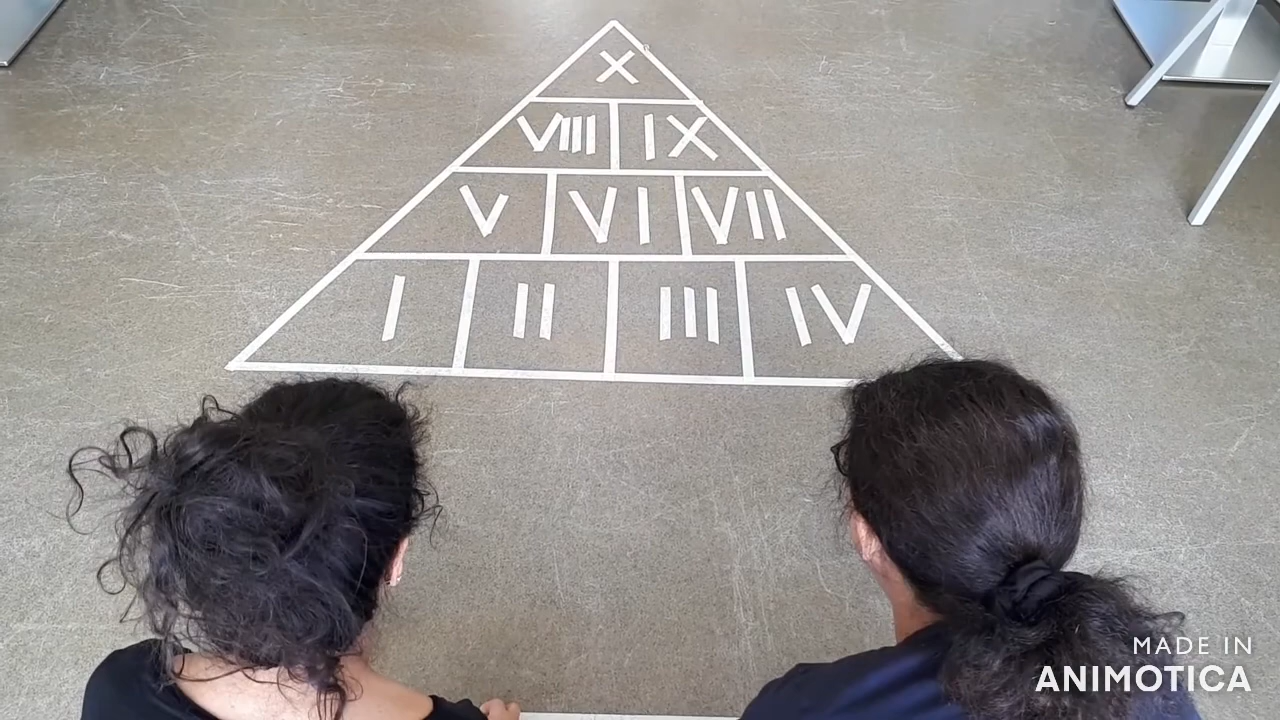 X
VIII IX
V VI VII
I II III IV
MADE IN
ANIMOTICA